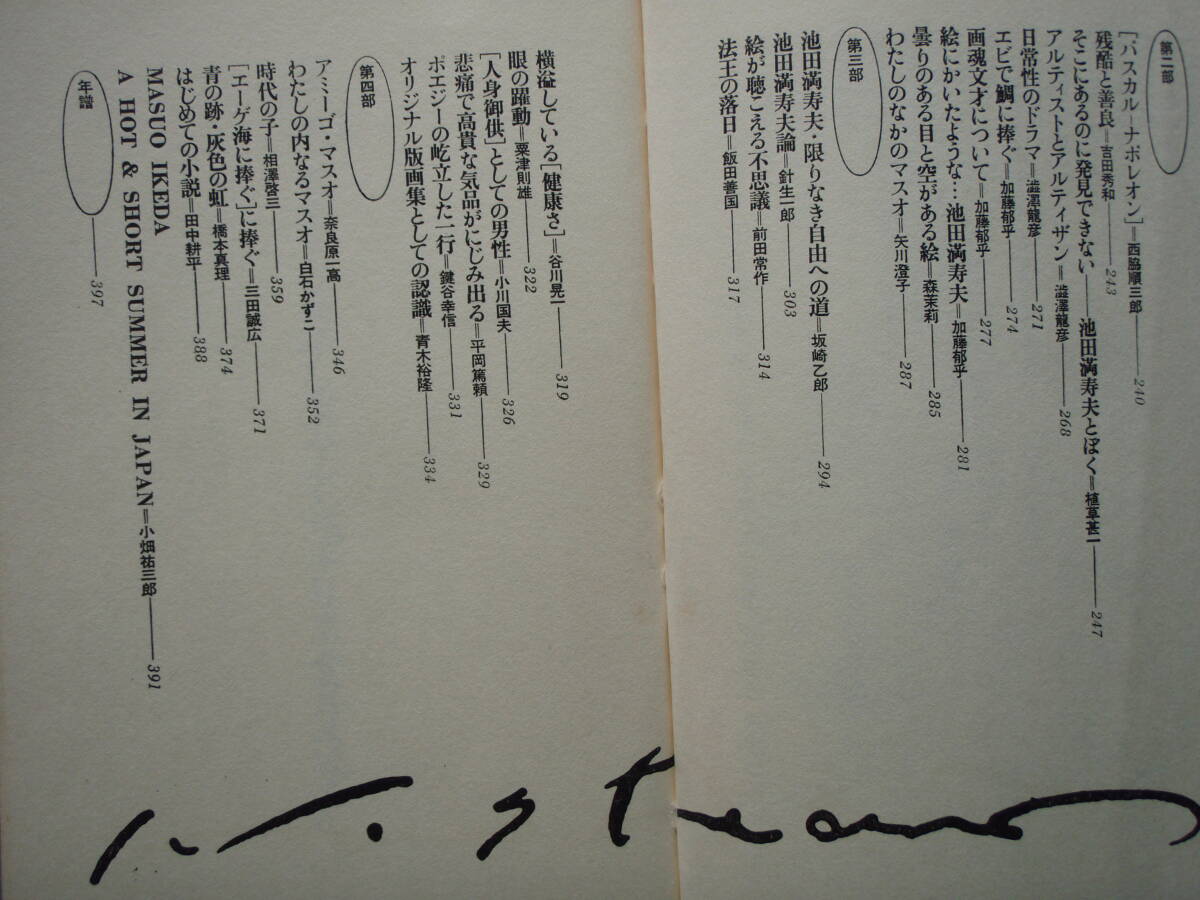 第二部
[パスカル─ナポレオン]=西脇順三郎──240
残酷と善良=吉田秀和──243
そこにあるのに発見できない──池田満寿夫とぼく=植草甚一──247
アルティストとアルティザン=澁澤龍彦──268
日常性のドラマ=澁澤龍彦──271
エビで鯛に捧ぐ=加藤郁乎──274
画魂文才について=加藤郁乎──277
絵にかいたような…池田満寿夫=加藤郁乎──281
曇りのある目と空がある絵=森茉莉──285
わたしのなかのマスオ=矢川澄子──287
第三部
池田満寿夫・限りなき自由への道=坂崎乙郎──294
池田満寿夫論=針生一郎──303
絵が聴こえる不思議=前田常作──314
法王の落日=飯田善国──317
横溢している[健康さ]=谷川晃一──319
眼の躍動=粟津則雄──322
[人身御供]としての男性=小川国夫──326
悲痛で高貴な気品がにじみ出る=平岡篤頼──329
ポエジーの屹立した一行=鍵谷幸信──331
オリジナル版画集としての認識=青木裕隆──334
第四部
アミーゴ・マスオ=奈良原一高──346
わたしの内なるマスオ=白石かずこ──352
時代の子=相澤啓三──359
[エーゲ海に捧ぐ]に捧ぐ=三田誠広──371
青の跡・灰色の虹=橋本真理──374
はじめての小説=田中耕平──388
MASUO IKEDA
A HOT & SHORT SUMMER IN JAPAN=小畑祐三郎──391
年譜──397